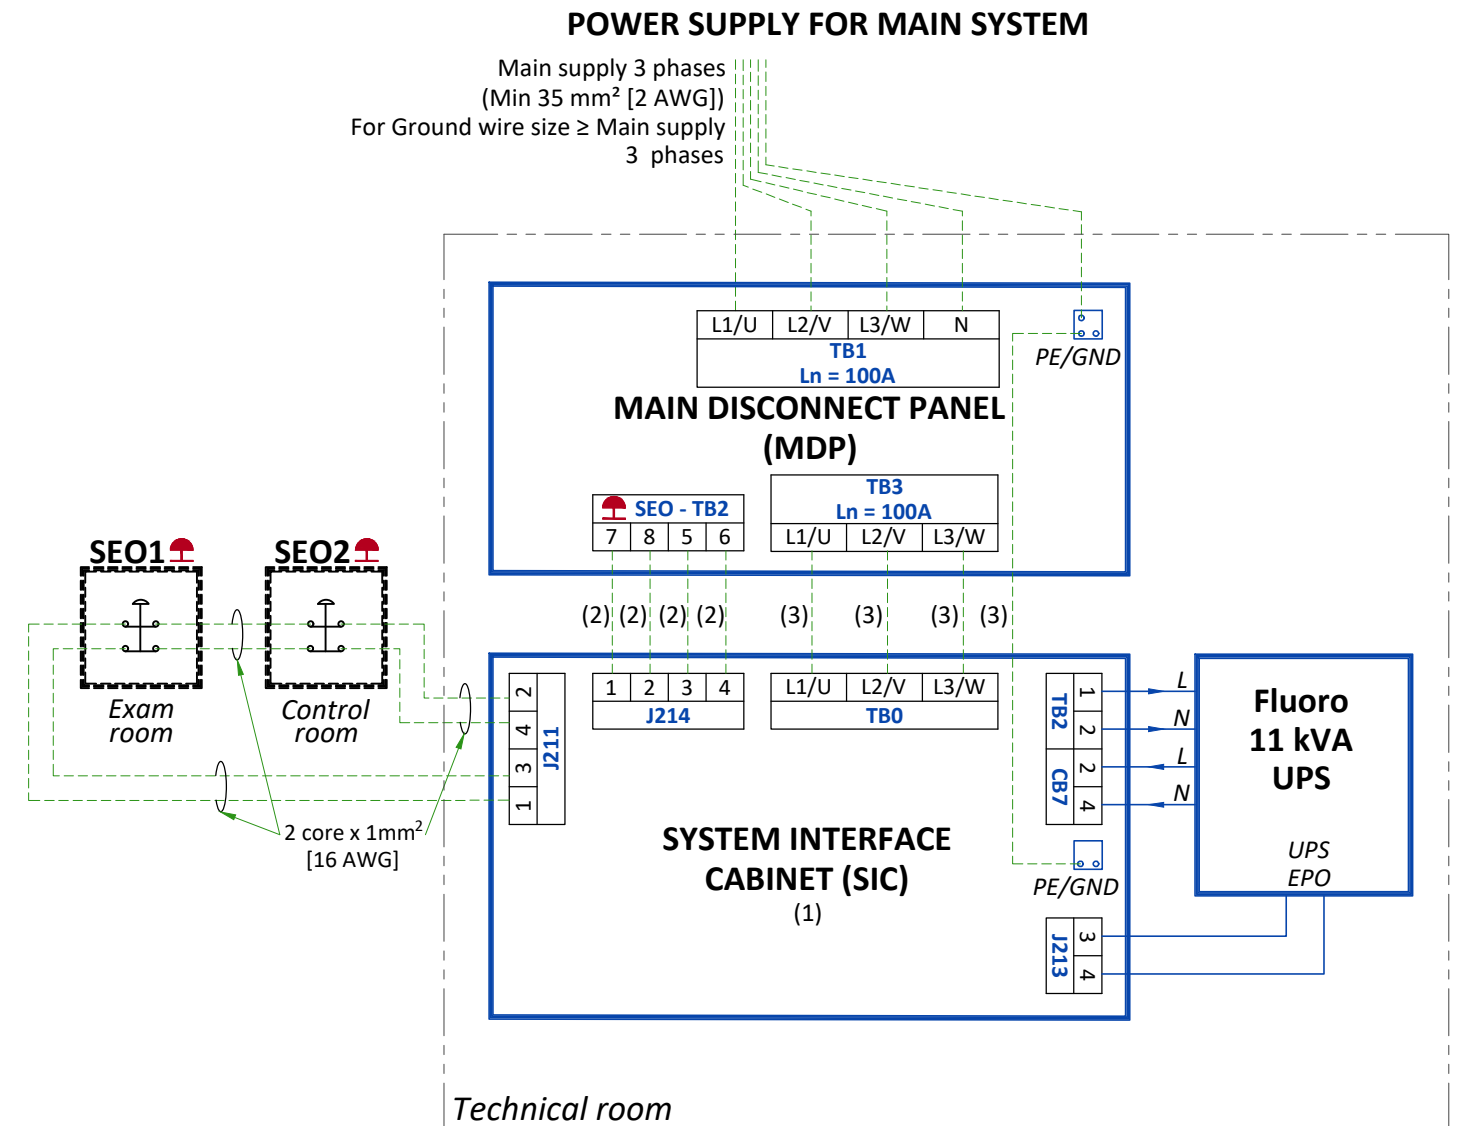 POWER SUPPLY FOR MAIN SYSTEM
Main supply 3 phases
(Min 35 mm² [2 AWG])
For Ground wire size ≥ Main supply
3 phases
L1/U L2/V L3/W N
TB1
Ln = 100A
PE/GND
MAIN DISCONNECT PANEL
(MDP)
TB3
Ln = 100A
SEO - TB2
7 8 5 6
L1/U L2/V L3/W
SEO1
SEO2
(2) (2) (2) (2) (3) (3) (3) (3)
Exam
room
Control
room
2
4
3
1
J211
1 2 3 4
J214
L1/U L2/V L3/W
TB0
TB2
1
2
CB7
2
4
L
N
L
N
Fluoro
11 kVA
UPS
UPS
EPO
2 core x 1mm²
[16 AWG]
SYSTEM INTERFACE
CABINET (SIC)
(1)
PE/GND
J213
3
4
Technical room